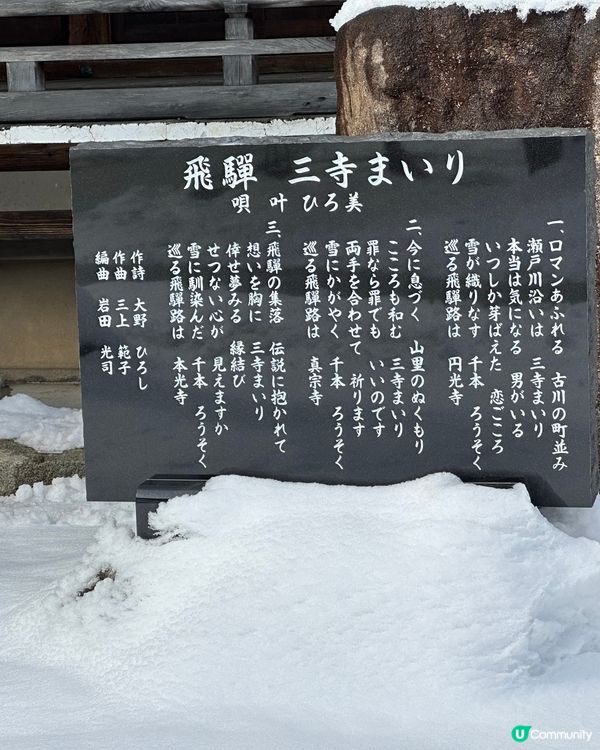 飛驒 三寺まいり
唄 叶 ひろ美
一、ロマンあふれる 古川の町並み
瀬戸川沿いは 三寺まいり
本当は気になる 男がいる
いつしか芽ばえた 恋ごころ
雪が織りなす 千本 ろうそく
巡る飛驒路は 円光寺
二、今に息づく 山里のぬくもり
こころも和む 三寺まいり
罪なら罪でも いいのです
両手を合わせて 祈ります
雪にかがやく 千本 ろうそく
巡る飛驒路は 真宗寺
三、飛驒の集落 伝説に抱かれて
想いを胸に 三寺まいり
倖せ夢みる 縁結び
せつない心が 見えますか
雪に馴染んだ 千本 ろうそく
巡る飛驒路は 本光寺
作詩 大野 ひろし
作曲 三上 範子
編曲 岩田 光司
U Community